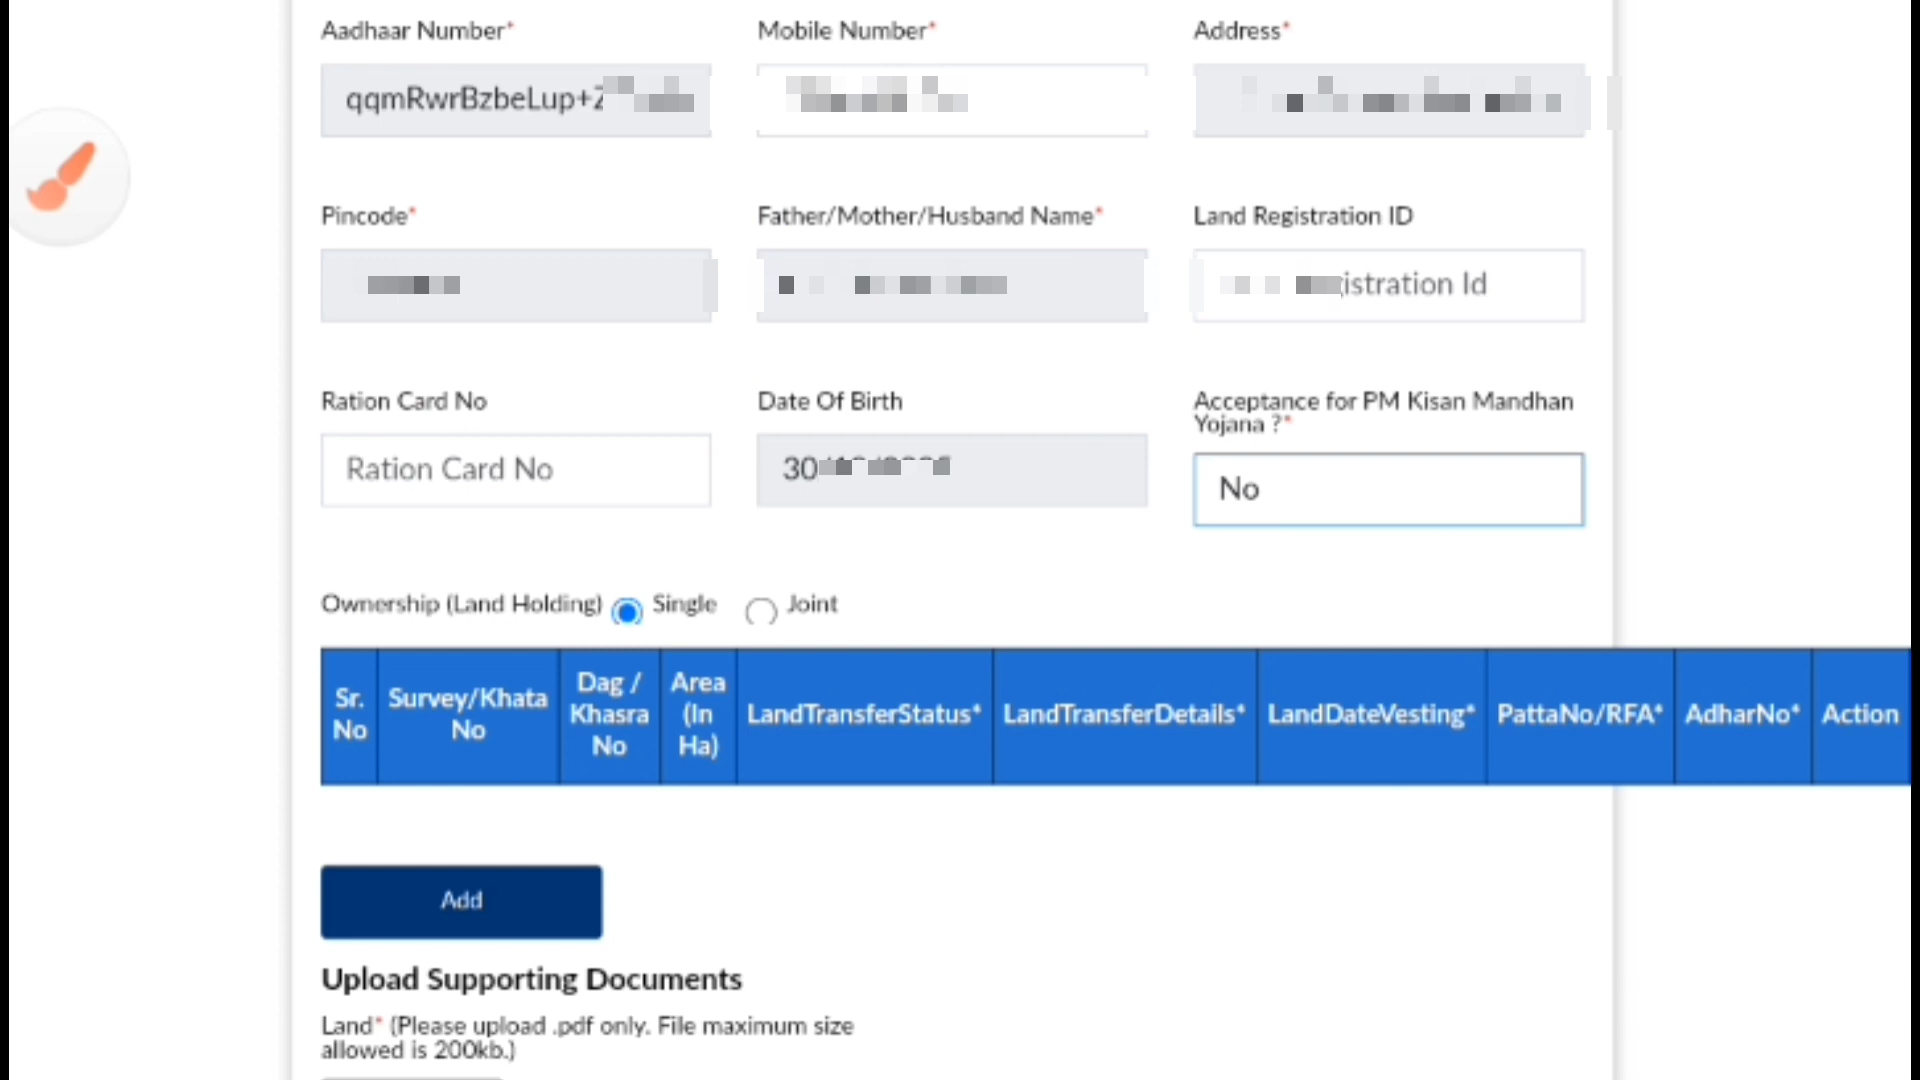 Aadhaar Number* Mobile Number* Address*
qqmRwrBzbeLup+Z
Pincode* Father/Mother/Husband Name* Land Registration ID
istration Id
Ration Card No Date Of Birth Acceptance for PM Kisan Mandhan
Yojana ?*
Ration Card No 30 No
Ownership (Land Holding) Single Joint
Sr. No Survey/Khata No Dag / Khasra No Area (In Ha) LandTransferStatus* LandTransferDetails* LandDateVesting* PattaNo/RFA* AdharNo* Action
Add
Upload Supporting Documents
Land* (Please upload .pdf only. File maximum size
allowed is 200kb.)